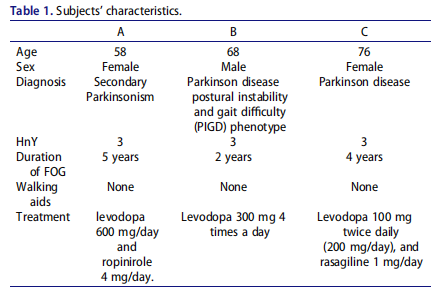 Table 1. Subjects' characteristics.
A B C
Age 58 68 76
Sex Female Male Female
Diagnosis Secondary Parkinson disease Parkinson disease
Parkinsonism postural instability
and gait difficulty
(PIGD) phenotype
HnY 3 3 3
Duration 5 years 2 years 4 years
of FOG
Walking None None None
aids
Treatment levodopa Levodopa 300 mg 4 Levodopa 100 mg
600 mg/day times a day twice daily
and (200 mg/day), and
ropinirole rasagiline 1 mg/day
4 mg/day.